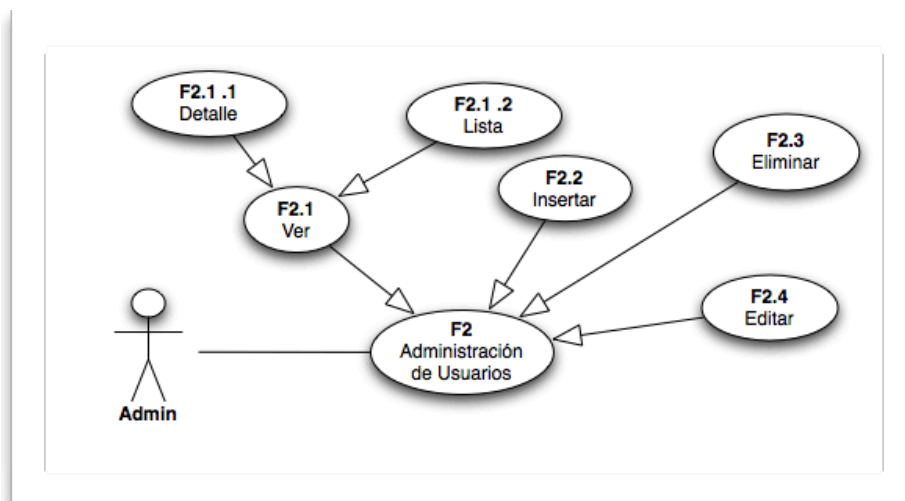 F2.1 .1
Detalle
F2.1 .2
Lista
F2.3
Eliminar
F2.2
Insertar
F2.1
Ver
F2.4
Editar
F2
Administración
de Usuarios
Admin